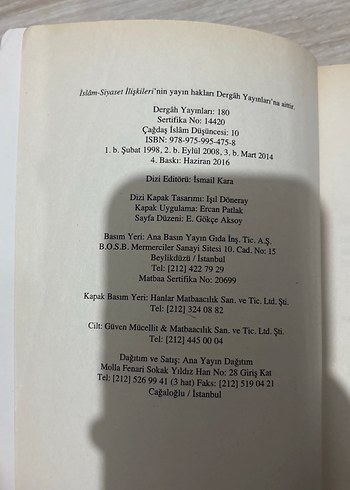 İslâm-Siyaset İlişkileri'nin yayın hakları Dergâh Yayınları'na aittir.
Dergâh Yayınları: 180
Sertifika No: 14420
Çağdaş İslâm Düşüncesi: 10
ISBN: 978-975-995-475-8
1. b. Şubat 1998, 2. b. Eylül 2008, 3. b. Mart 2014
4. Baskı: Haziran 2016
Dizi Editörü: İsmail Kara
Dizi Kapak Tasarımı: Işıl Döneray
Kapak Uygulama: Ercan Patlak
Sayfa Düzeni: E. Gökçe Aksoy
Basım Yeri: Ana Basın Yayın Gıda İnş. Tic. A.Ş.
B.O.S.B. Mermerciler Sanayi Sitesi 10. Cad. No: 15
Beylikdüzü / İstanbul
Tel: [212] 422 79 29
Matbaa Sertifika No: 20699
Kapak Basım Yeri: Hanlar Matbaacılık San. ve Tic. Ltd. Şti.
Tel: [212] 324 08 82
Cilt: Güven Mücellit & Matbaacılık San. ve Tic. Ltd. Şti.
Tel: [212] 445 00 04
Dağıtım ve Satış: Ana Yayın Dağıtım
Molla Fenari Sokak Yıldız Han No: 28 Giriş Kat
Tel: [212] 526 99 41 (3 hat) Faks: [212] 519 04 21
Cağaloğlu / İstanbul